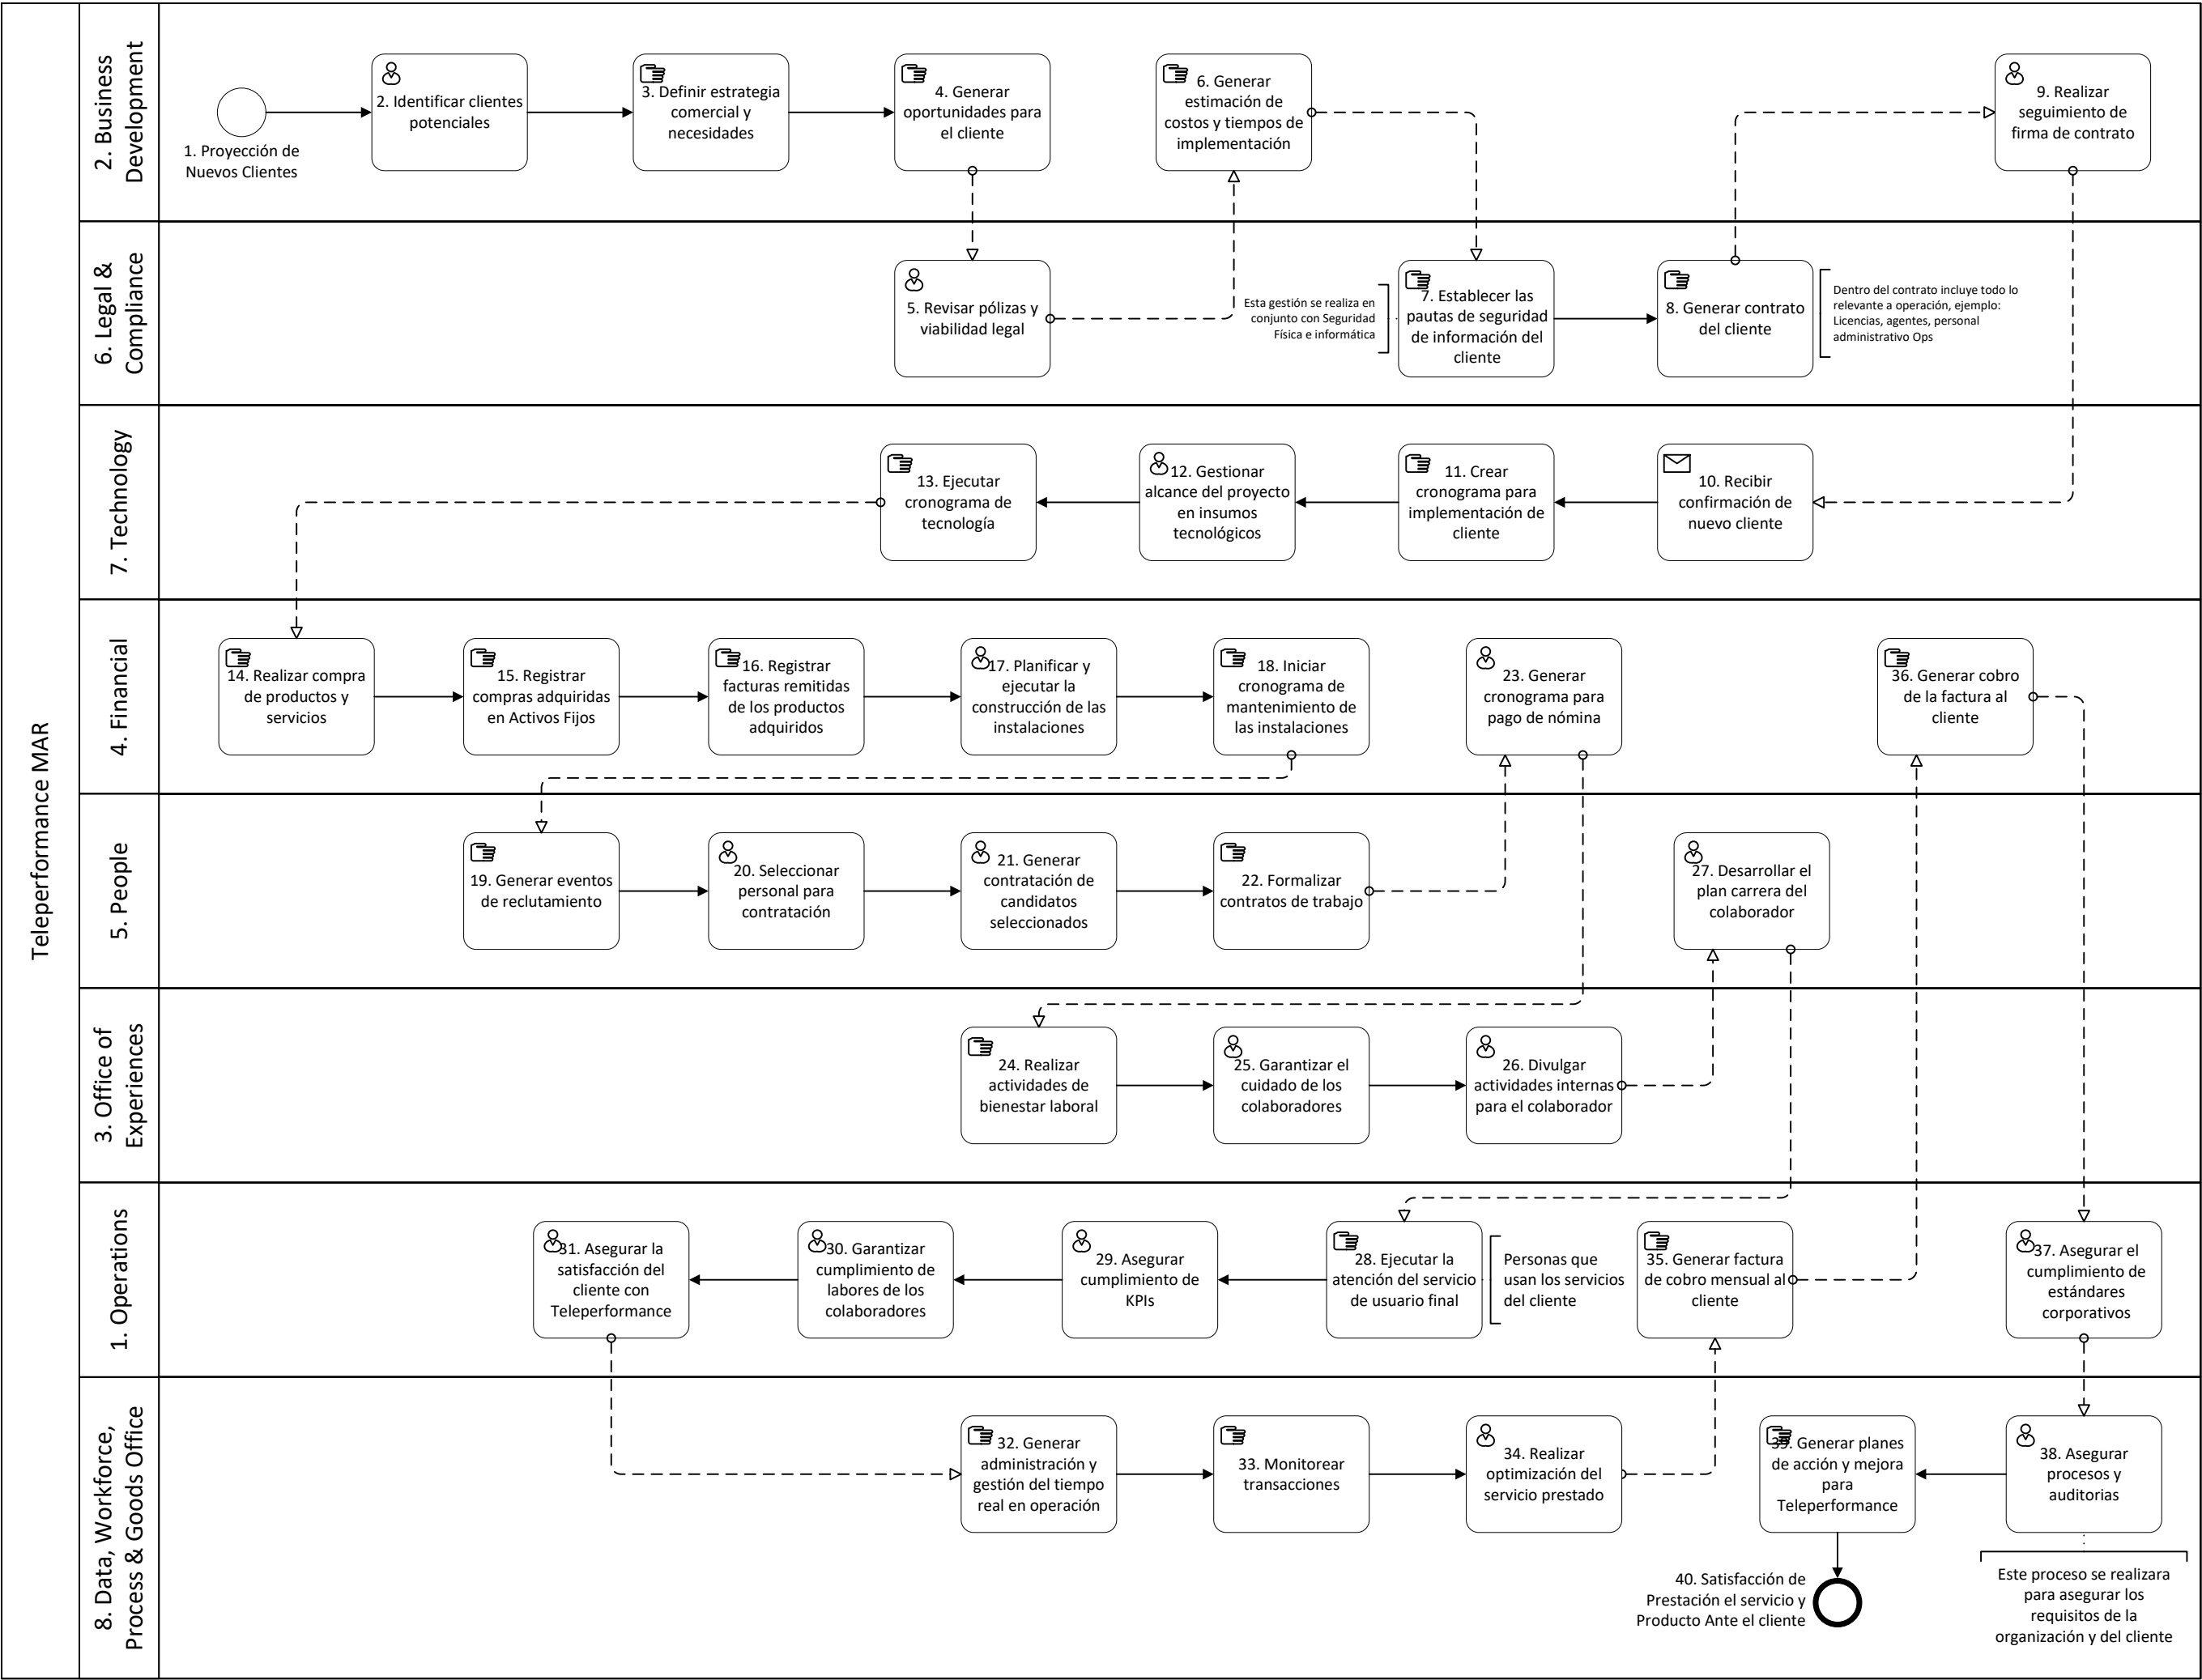 Teleperformance MAR
2. Business
Development
1. Proyección de
Nuevos Clientes
2. Identificar clientes
potenciales
3. Definir estrategia
comercial y
necesidades
4. Generar
oportunidades para
el cliente
6. Generar
estimación de
costos y tiempos de
implementación
9. Realizar
seguimiento de
firma de contrato
6. Legal &
Compliance
5. Revisar pólizas y
viabilidad legal
Esta gestión se realiza en
conjunto con Seguridad
Física e informática
7. Establecer las
pautas de seguridad
de información del
cliente
8. Generar contrato
del cliente
Dentro del contrato incluye todo lo
relevante a operación, ejemplo:
Licencias, agentes, personal
administrativo Ops
7. Technology
13. Ejecutar
cronograma de
tecnología
12. Gestionar
alcance del proyecto
en insumos
tecnológicos
11. Crear
cronograma para
implementación de
cliente
10. Recibir
confirmación de
nuevo cliente
4. Financial
14. Realizar compra
de productos y
servicios
15. Registrar
compras adquiridas
en Activos Fijos
16. Registrar
facturas remitidas
de los productos
adquiridos
17. Planificar y
ejecutar la
construcción de las
instalaciones
18. Iniciar
cronograma de
mantenimiento de
las instalaciones
23. Generar
cronograma para
pago de nómina
36. Generar cobro
de la factura al
cliente
5. People
19. Generar eventos
de reclutamiento
20. Seleccionar
personal para
contratación
21. Generar
contratación de
candidatos
seleccionados
22. Formalizar
contratos de trabajo
27. Desarrollar el
plan carrera del
colaborador
3. Office of
Experiences
24. Realizar
actividades de
bienestar laboral
25. Garantizar el
cuidado de los
colaboradores
26. Divulgar
actividades internas
para el colaborador
1. Operations
31. Asegurar la
satisfacción del
cliente con
Teleperformance
30. Garantizar
cumplimiento de
labores de los
colaboradores
29. Asegurar
cumplimiento de
KPIs
28. Ejecutar la
atención del servicio
de usuario final
Personas que
usan los servicios
del cliente
35. Generar factura
de cobro mensual al
cliente
37. Asegurar el
cumplimiento de
estándares
corporativos
8. Data, Workforce,
Process & Goods Office
32. Generar
administración y
gestión del tiempo
real en operación
33. Monitorear
transacciones
34. Realizar
optimización del
servicio prestado
39. Generar planes
de acción y mejora
para
Teleperformance
38. Asegurar
procesos y
auditorias
40. Satisfacción de
Prestación el servicio y
Producto Ante el cliente
Este proceso se realizara
para asegurar los
requisitos de la
organización y del cliente